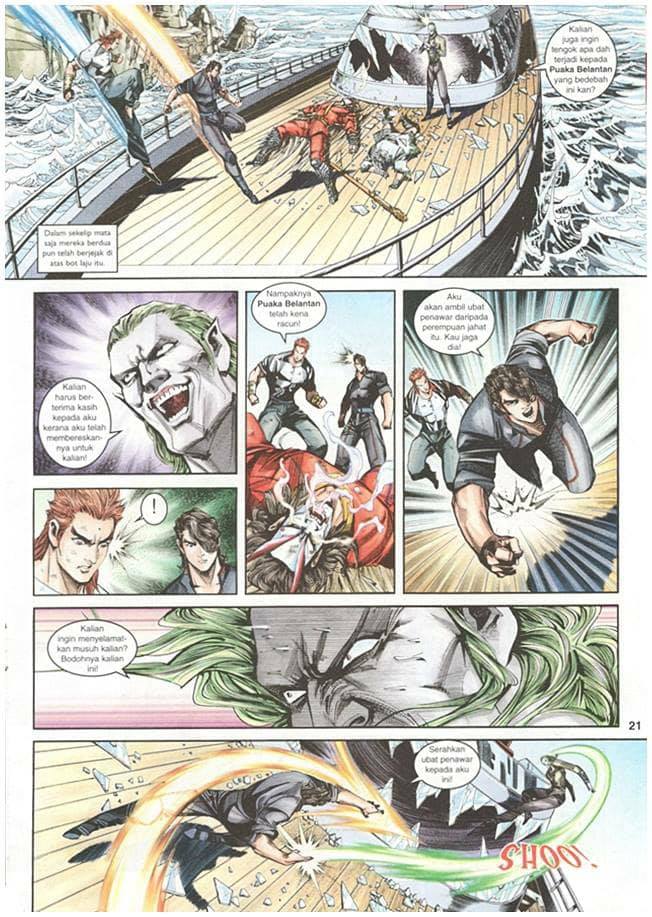 Kalian
juga ingin
tengok apa dah
terjadi kepada
Puaka Belantan
yang bedebah
ini kan?
Dalam sekelip mata
saja mereka berdua
pun telah berjejak di
atas bot laju itu.
Kalian
harus ber-
terima kasih
kepada aku
kerana aku telah
membereskan-
nya untuk
kalian!
!
Nampaknya
Puaka Belantan
telah kena
racun!
Aku
akan ambil ubat
penawar daripada
perempuan jahat
itu. Kau jaga
dia!
Kalian
ingin menyelamat-
kan musuh kalian?
Bodohnya kalian
ini!
21
Serahkan
ubat penawar
kepada aku
ini!
SHOO!